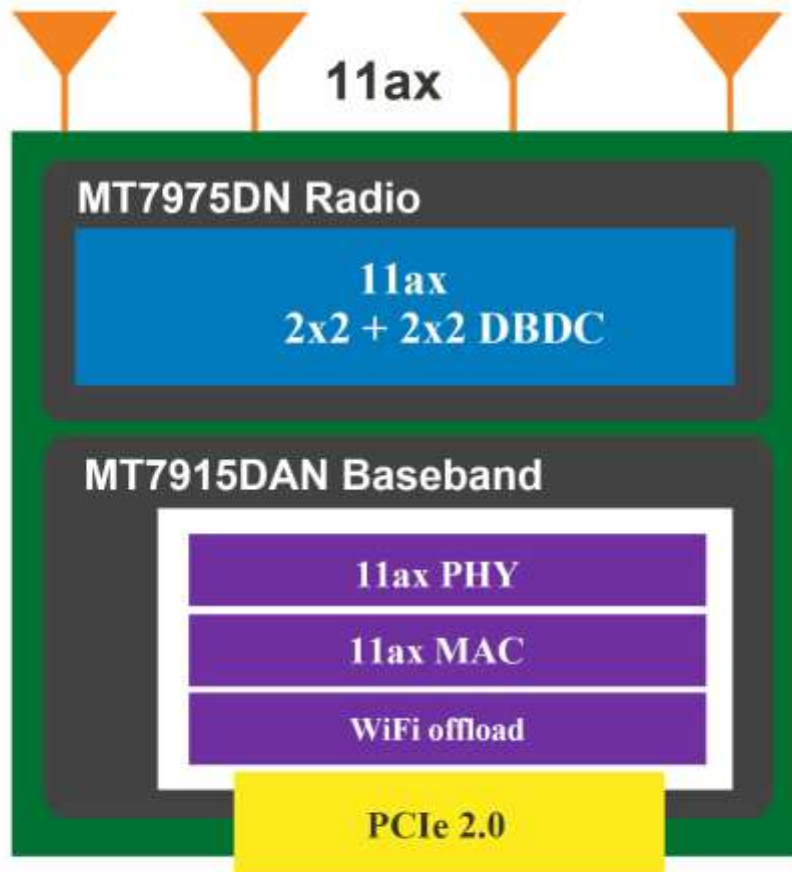 11ax
MT7975DN Radio
11ax
2x2 + 2x2 DBDC
MT7915DAN Baseband
11ax PHY
11ax MAC
WiFi offload
PCIe 2.0